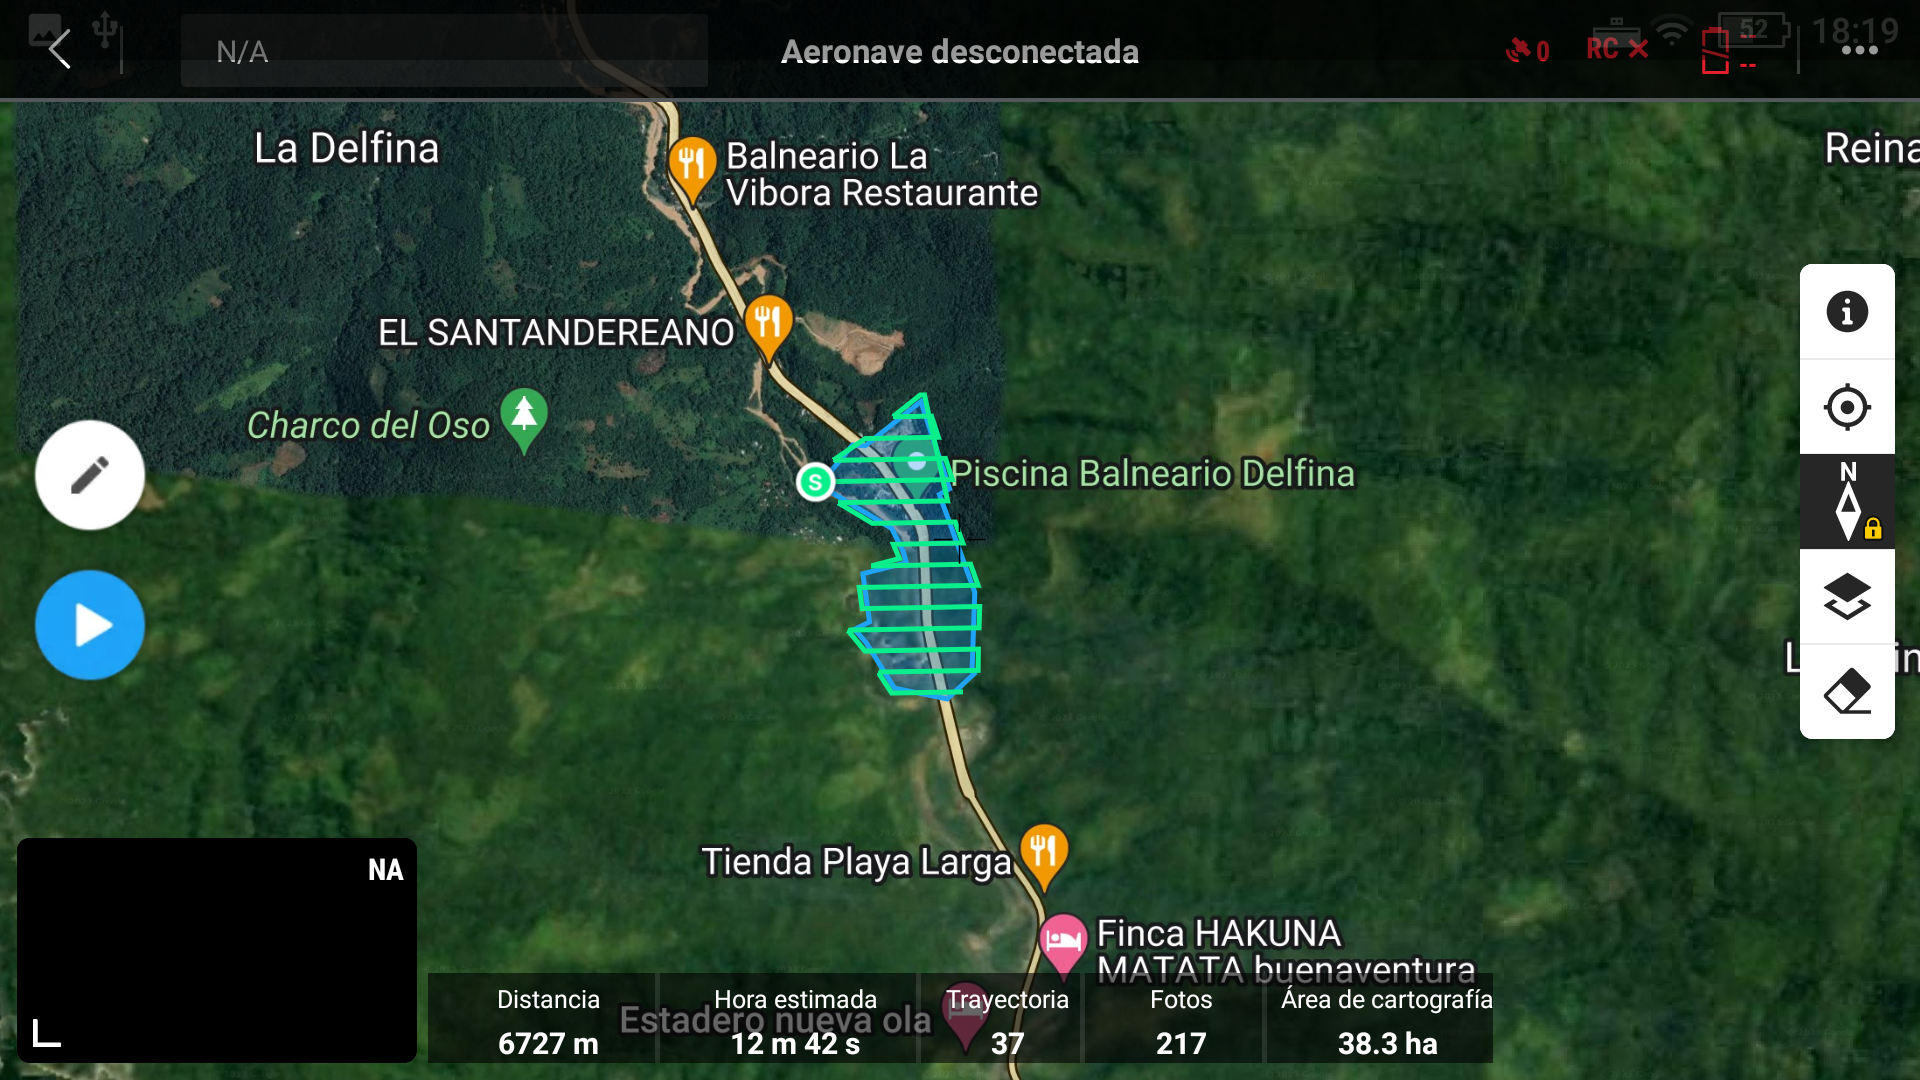 N/A
Aeronave desconectada
0
RC
--
--
52
18:19
La Delfina
Balneario La
Vibora Restaurante
Reina
EL SANTANDEREANO
N
Charco del Oso
S
Piscina Balneario Delfina
Tienda Playa Larga
NA
Finca HAKUNA
MATATA buenaventura
Estadero nueva ola
Distancia
6727 m
Hora estimada
12 m 42 s
Trayectoria
37
Fotos
217
Área de cartografía
38.3 ha